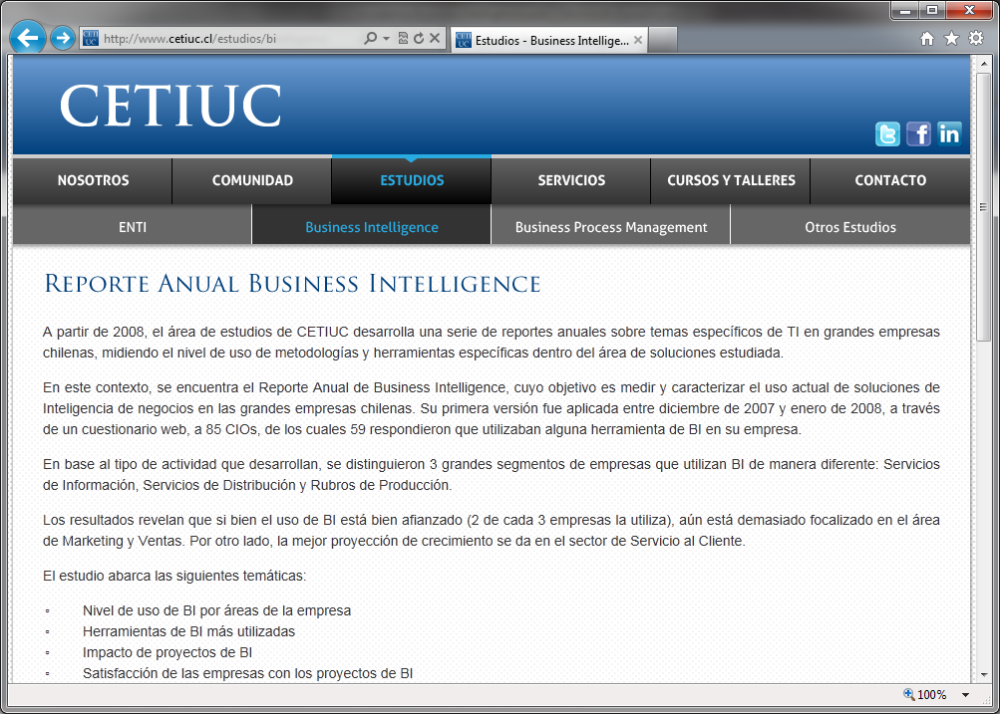 http://www.cetiuc.cl/estudios/bi
Estudios - Business Intellige...
CETIUC
NOSOTROS COMUNIDAD ESTUDIOS SERVICIOS CURSOS Y TALLERES CONTACTO
ENTI Business Intelligence Business Process Management Otros Estudios
REPORTE ANUAL BUSINESS INTELLIGENCE
A partir de 2008, el área de estudios de CETIUC desarrolla una serie de reportes anuales sobre temas específicos de TI en grandes empresas
chilenas, midiendo el nivel de uso de metodologías y herramientas específicas dentro del área de soluciones estudiada.
En este contexto, se encuentra el Reporte Anual de Business Intelligence, cuyo objetivo es medir y caracterizar el uso actual de soluciones de
Inteligencia de negocios en las grandes empresas chilenas. Su primera versión fue aplicada entre diciembre de 2007 y enero de 2008, a través
de un cuestionario web, a 85 CIOs, de los cuales 59 respondieron que utilizaban alguna herramienta de BI en su empresa.
En base al tipo de actividad que desarrollan, se distinguieron 3 grandes segmentos de empresas que utilizan BI de manera diferente: Servicios
de Información, Servicios de Distribución y Rubros de Producción.
Los resultados revelan que si bien el uso de BI está bien afianzado (2 de cada 3 empresas la utiliza), aún está demasiado focalizado en el área
de Marketing y Ventas. Por otro lado, la mejor proyección de crecimiento se da en el sector de Servicio al Cliente.
El estudio abarca las siguientes temáticas:
Nivel de uso de BI por áreas de la empresa
Herramientas de BI más utilizadas
Impacto de proyectos de BI
Satisfacción de las empresas con los proyectos de BI
100%